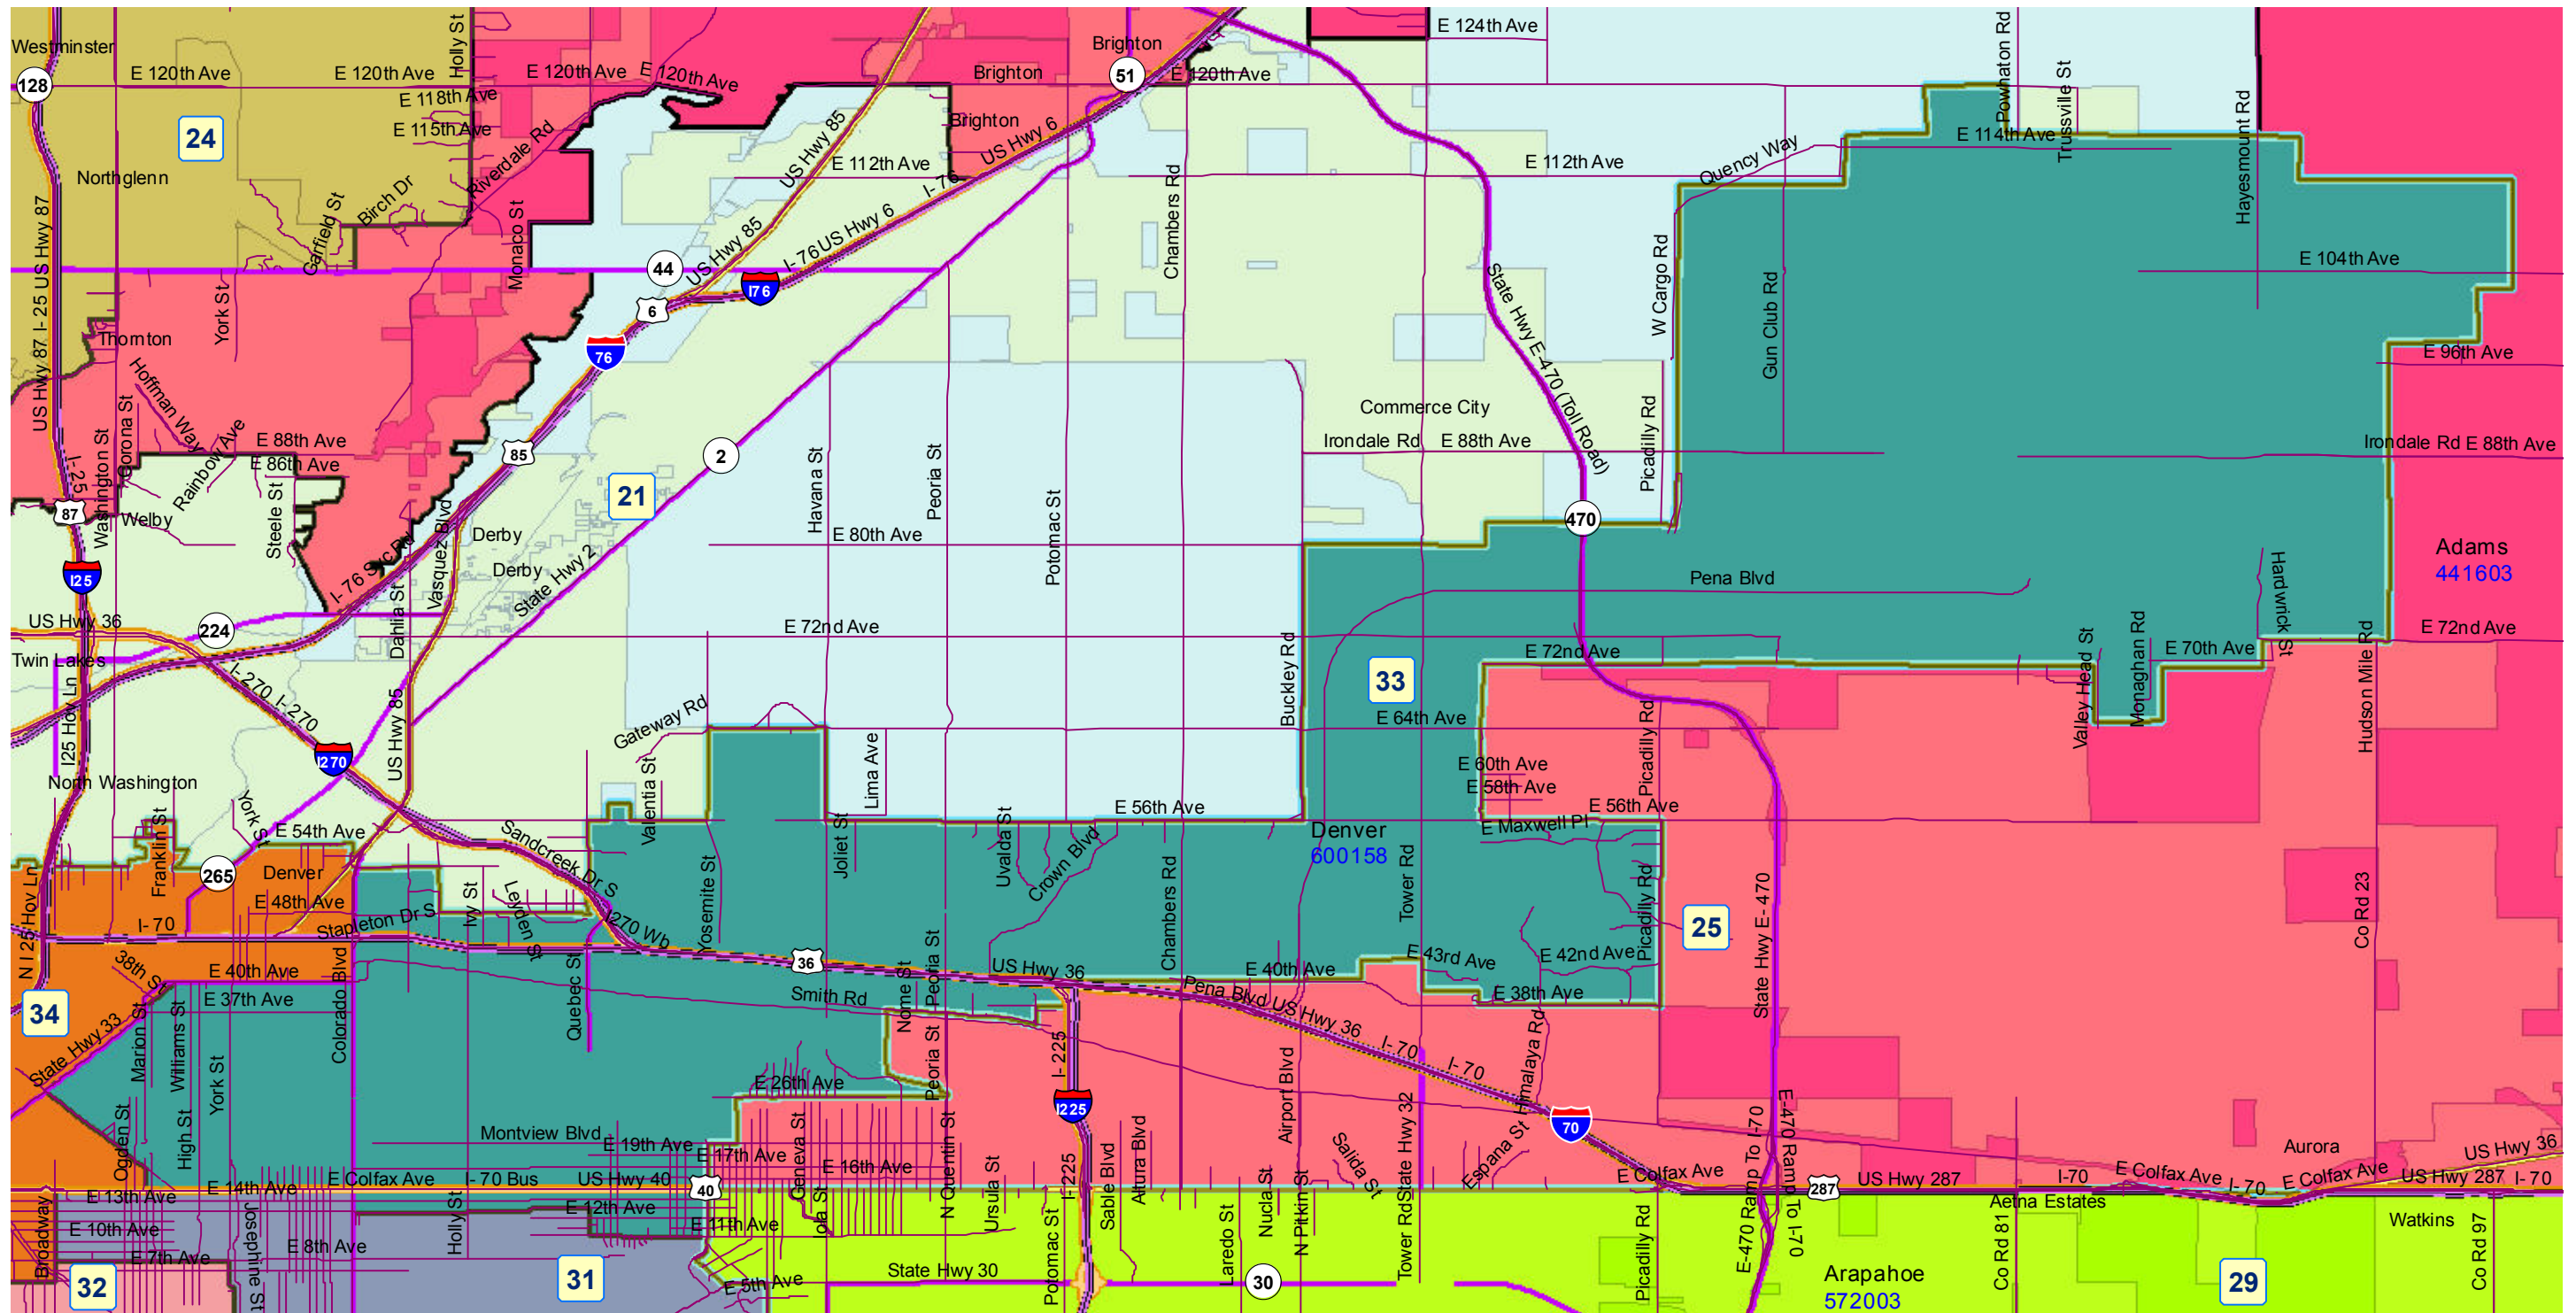 Westminster
128
E 120th Ave
E 120th Ave
Holly St
E 120th Ave
E 120th Ave
Brighton
Brighton
51
E 120th Ave
E 124th Ave
Powhaton Rd
Trussville St
E 118th Ave
E 115th Ave
24
Northglenn
Riverdale Rd
US Hwy 85
E 112th Ave
Brighton
US Hwy 6
I-76
E 112th Ave
Quency Way
E 114th Ave
Hayesmount Rd
US Hwy 87
I-25
US Hwy 87
Garfield St
Birch Dr
Monaco St
44
US Hwy 85
I-76
US Hwy 6
I76
6
Chambers Rd
State Hwy E-470 (Toll Road)
W Cargo Rd
Gun Club Rd
E 104th Ave
Thornton
York St
76
E 96th Ave
Hoffman Way
Corona St
Washington St
Rainbow Ave
E 88th Ave
E 86th Ave
I-25
87
Welby
Steele St
85
21
2
Havana St
Peoria St
Potomac St
Commerce City
Irondale Rd
E 88th Ave
Picadilly Rd
Irondale Rd
E 88th Ave
470
Derby
Derby
Vasquez Blvd
State Hwy 2
E 80th Ave
I25
I-76 Svc Rd
Dahlia St
Pena Blvd
Adams
441603
Hardwrick St
US Hwy 36
224
Twin Lakes
E 72nd Ave
Buckley Rd
33
E 72nd Ave
Valley Head St
Monaghan Rd
E 70th Ave
Hudson Mile Rd
E 72nd Ave
I-270
I-270
I25 Hov Ln
US Hwy 85
Gateway Rd
E 64th Ave
Picadilly Rd
I270
North Washington
Valentia St
Lima Ave
E 60th Ave
E 58th Ave
E 56th Ave
E 56th Ave
Franklin St
York St
E 54th Ave
Sandcreek Dr S
Joliet St
Uvalda St
Crown Blvd
Denver
600158
E Maxwell Pl
265
Denver
E 48th Ave
Ivy St
Leyden St
Yosemite St
Chambers Rd
Tower Rd
Picadilly Rd
State Hwy E-470
Co Rd 23
25
N I 25 Hov Ln
I-70
Stapleton Dr S
I270 Wb
36
US Hwy 36
E 40th Ave
E 43rd Ave
E 42nd Ave
38th St
E 40th Ave
E 37th Ave
Colorado Blvd
Quebec St
Smith Rd
Nome St
Peoria St
Pena Blvd
US Hwy 36
E 38th Ave
34
State Hwy 33
Marion St
Williams St
York St
Peoria St
I-225
I-70
I-70
Himalaya Rd
E 26th Ave
I225
Airport Blvd
State Hwy 32
70
E-470 Ramp To I-70
E-470 Ramp To I-70
Ogden St
High St
Montview Blvd
E 19th Ave
E 17th Ave
E 16th Ave
Geneva St
N Quentin St
Ursula St
I-225
Sable Blvd
Altura Blvd
Nucla St
N Pitkin St
Salida St
Espana St
Aurora
US Hwy 36
E 14th Ave
E Colfax Ave
I-70 Bus
US Hwy 40
40
E Colfax Ave
287
US Hwy 287
I-70
E Colfax Ave
I-70
E Colfax Ave
US Hwy 287
I-70
Broadway
E 13th Ave
E 12th Ave
E 11th Ave
Iola St
Aetna Estates
Watkins
E 10th Ave
Josephine St
E 8th Ave
Holly St
E 7th Ave
32
31
E 5th Ave
State Hwy 30
Potomac St
Laredo St
30
Tower Rd
Picadilly Rd
Arapahoe
572003
Co Rd 81
29
Co Rd 97